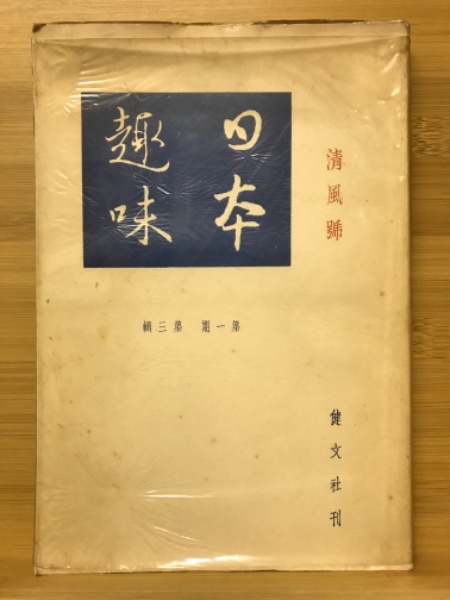 清風號
日本
趣味
第一期 第三輯
健文社刊